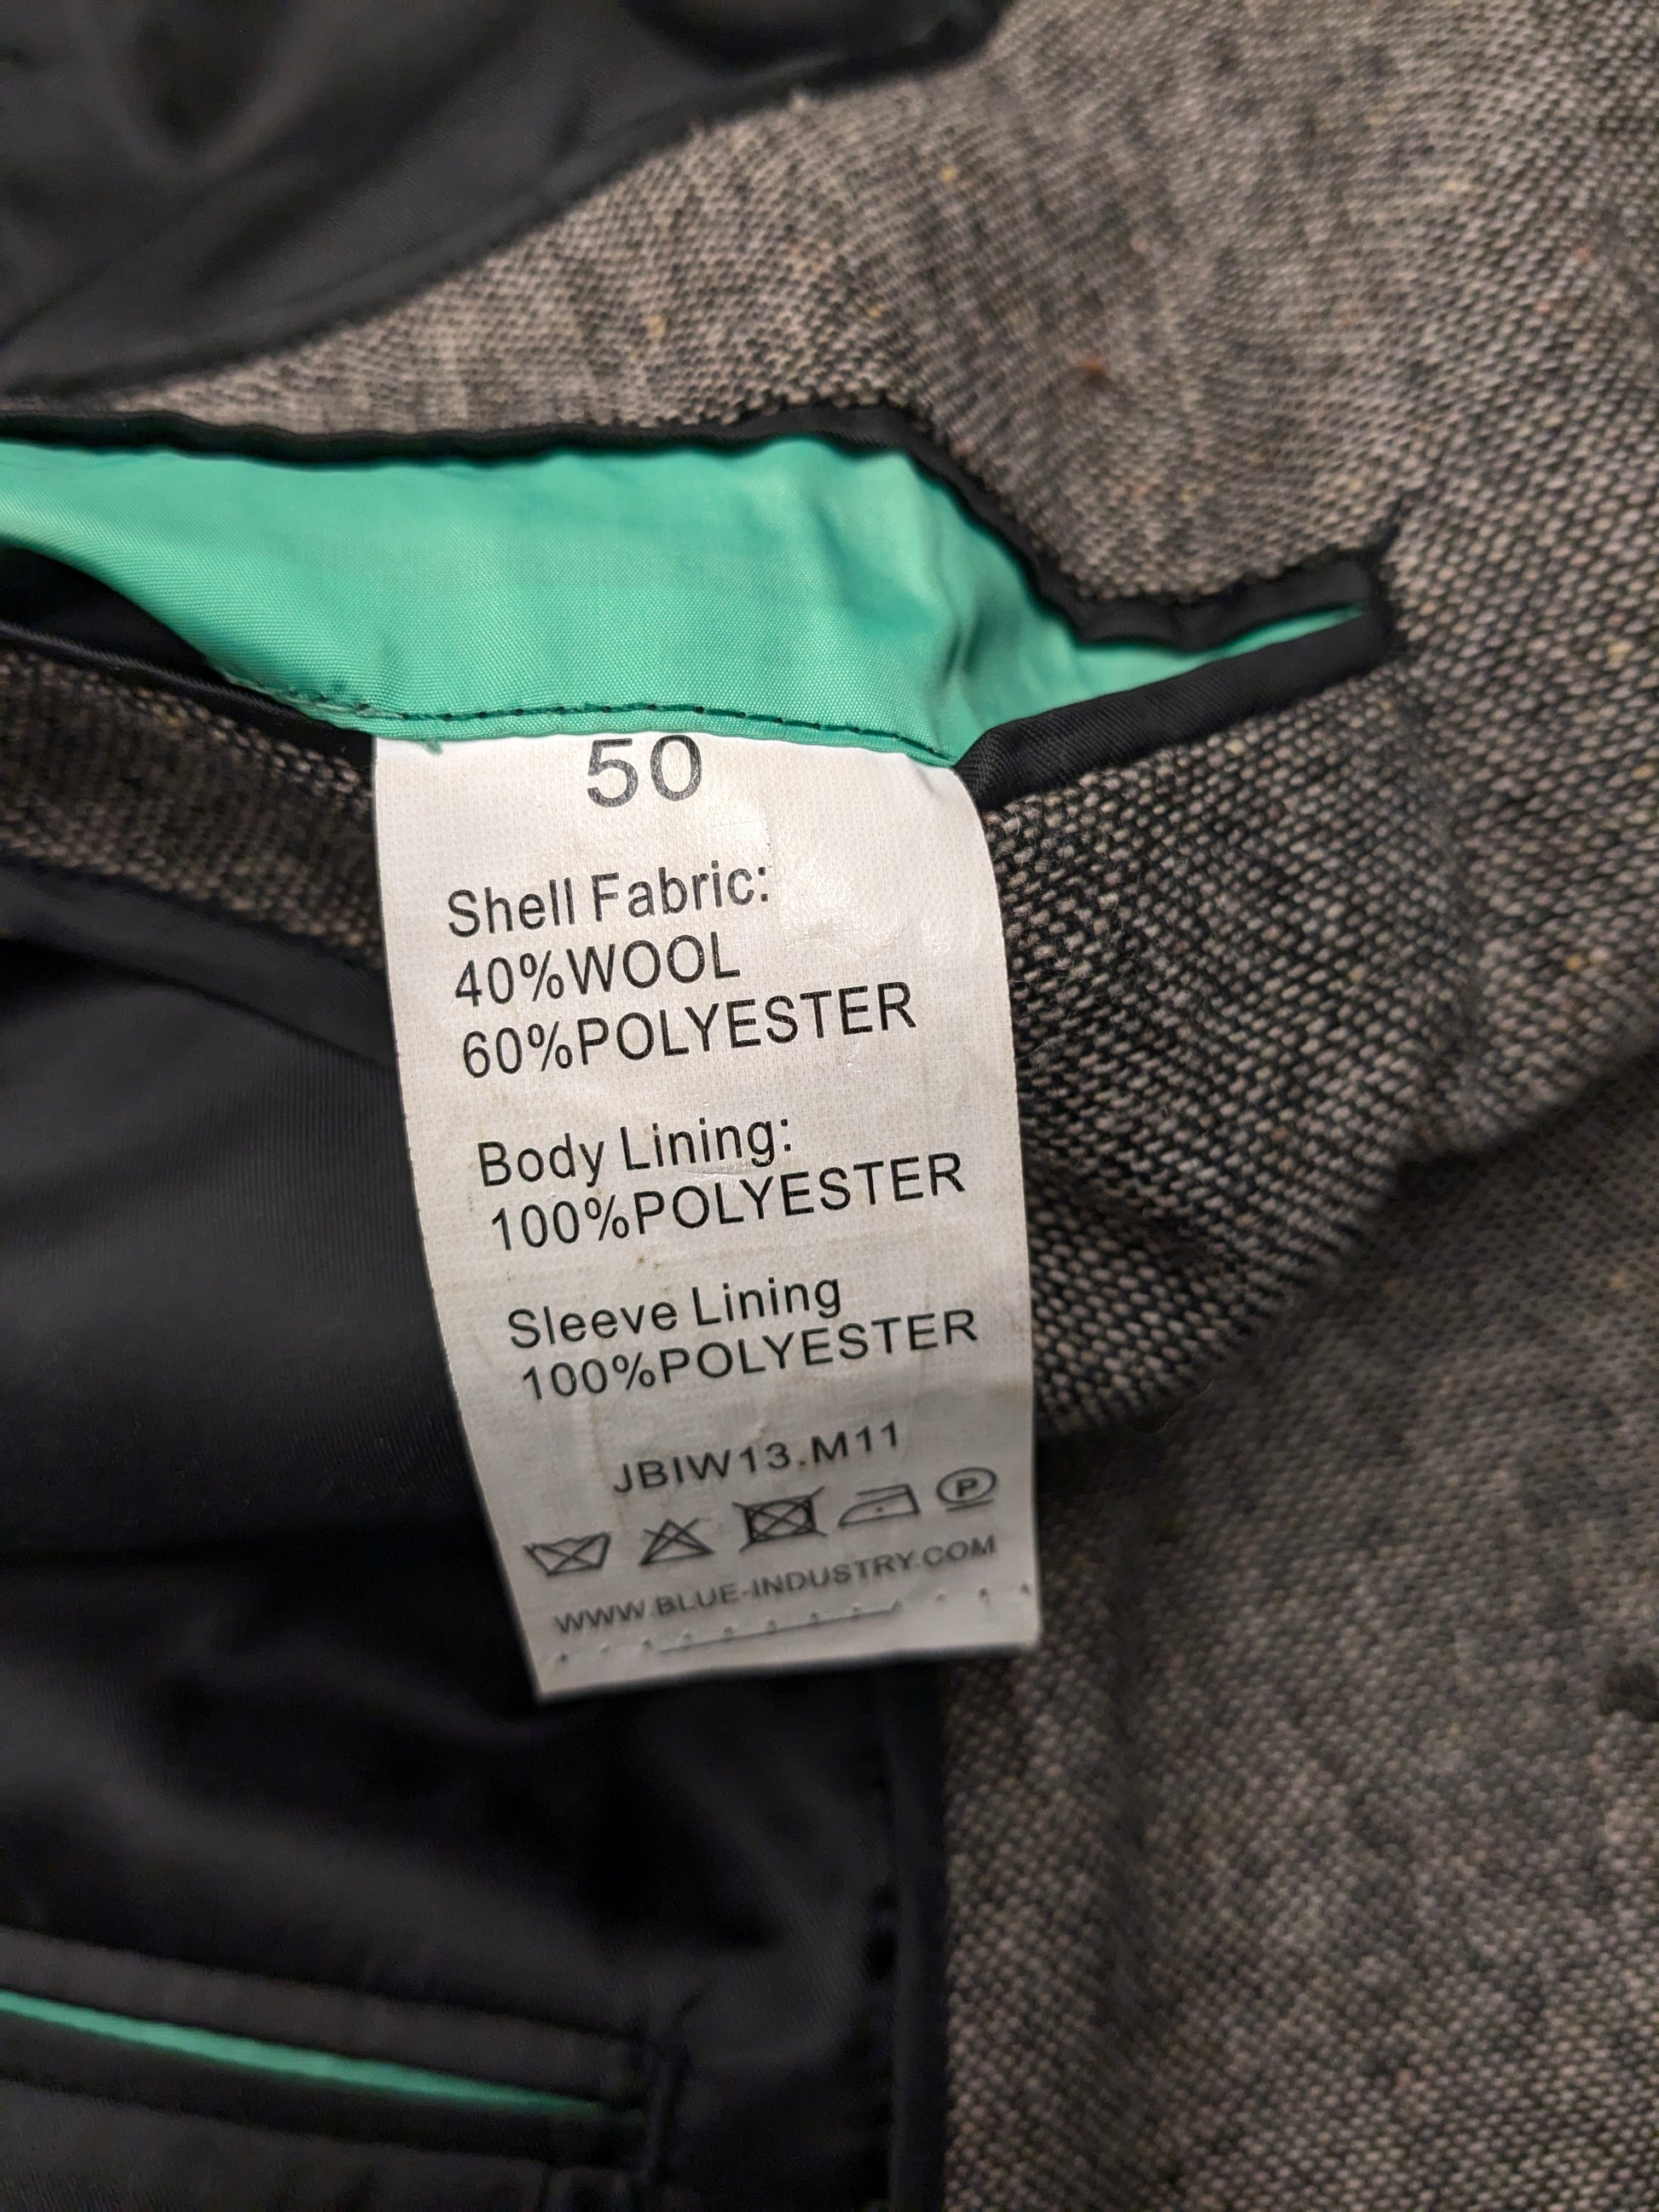 50
Shell Fabric:
40%WOOL
60%POLYESTER
Body Lining:
100%POLYESTER
Sleeve Lining
100%POLYESTER
JBIW13.M11
P
WWW.BLUE-INDUSTRY.COM